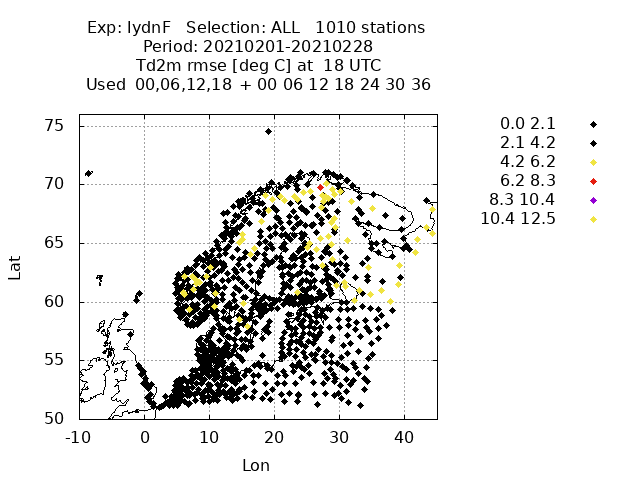 Exp: IydnF   Selection: ALL   1010 stations
Period: 20210201-20210228
Td2m rmse [deg C] at  18 UTC
Used  00,06,12,18 + 00 06 12 18 24 30 36
0.0 2.1
2.1 4.2
4.2 6.2
6.2 8.3
8.3 10.4
10.4 12.5
75
70
65
60
55
50
Lat
-10 0 10 20 30 40
Lon